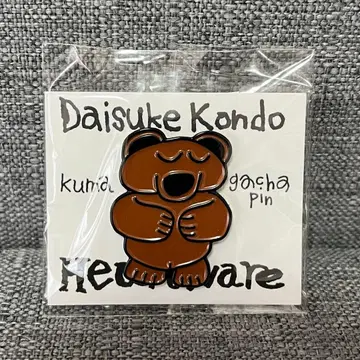 Daisuke Kondo
kuma gacha
pin